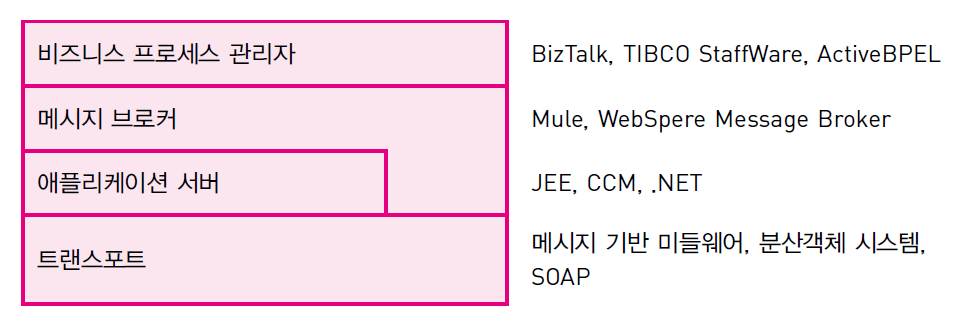 비즈니스 프로세스 관리자
BizTalk, TIBCO StaffWare, ActiveBPEL
메시지 브로커
Mule, WebSpere Message Broker
애플리케이션 서버
JEE, CCM, .NET
트랜스포트
메시지 기반 미들웨어, 분산객체 시스템,
SOAP